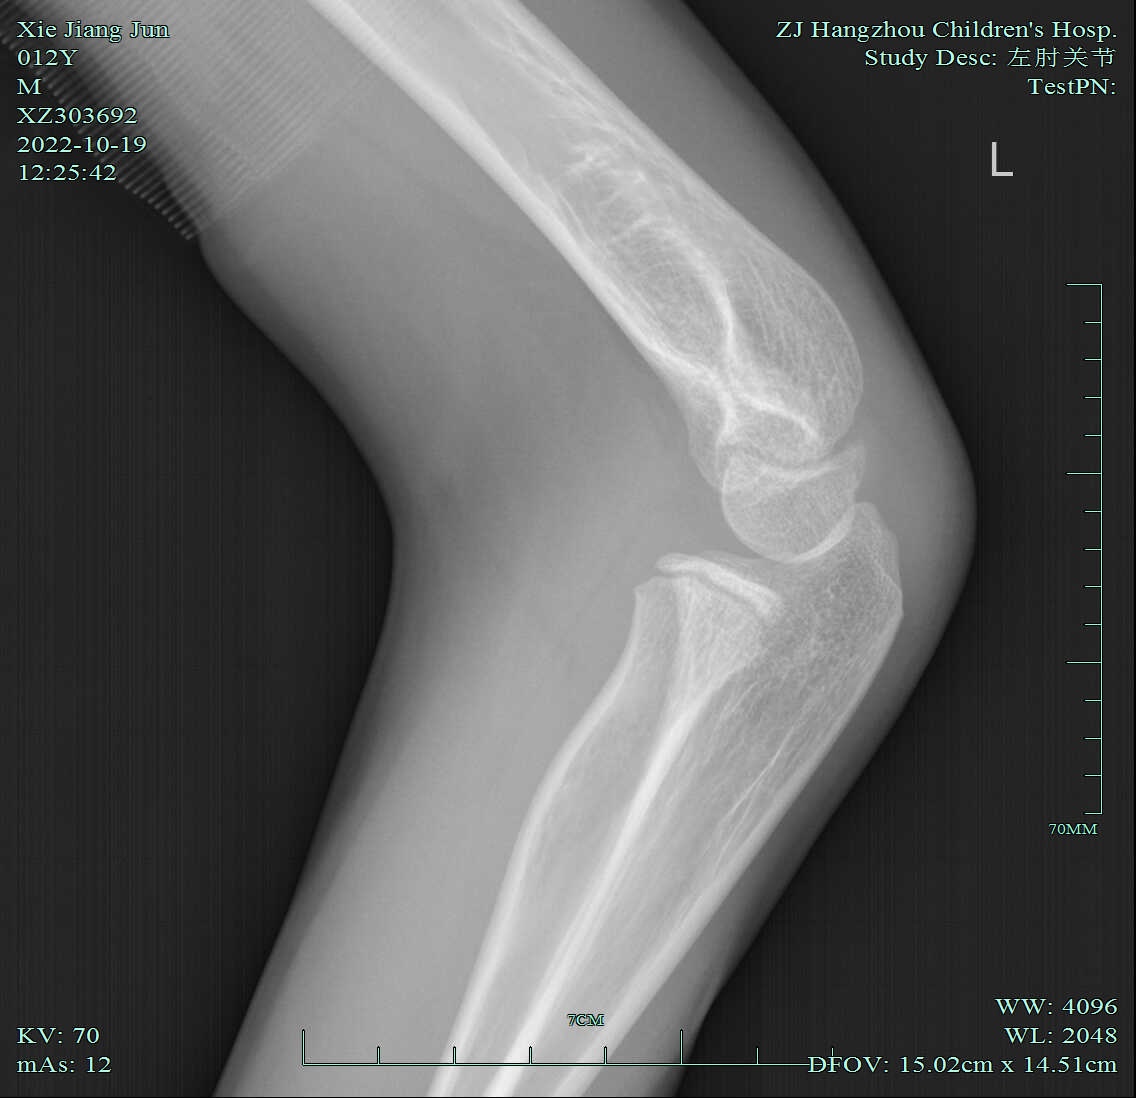 Xie Jiang Jun
012Y
M
XZ303692
2022-10-19
12:25:42
ZJ Hangzhou Children's Hosp.
Study Desc: 左肘关节
TestPN:
L
70MM
7CM
KV: 70
mAs: 12
WW: 4096
WL: 2048
DFOV: 15.02cm x 14.51cm